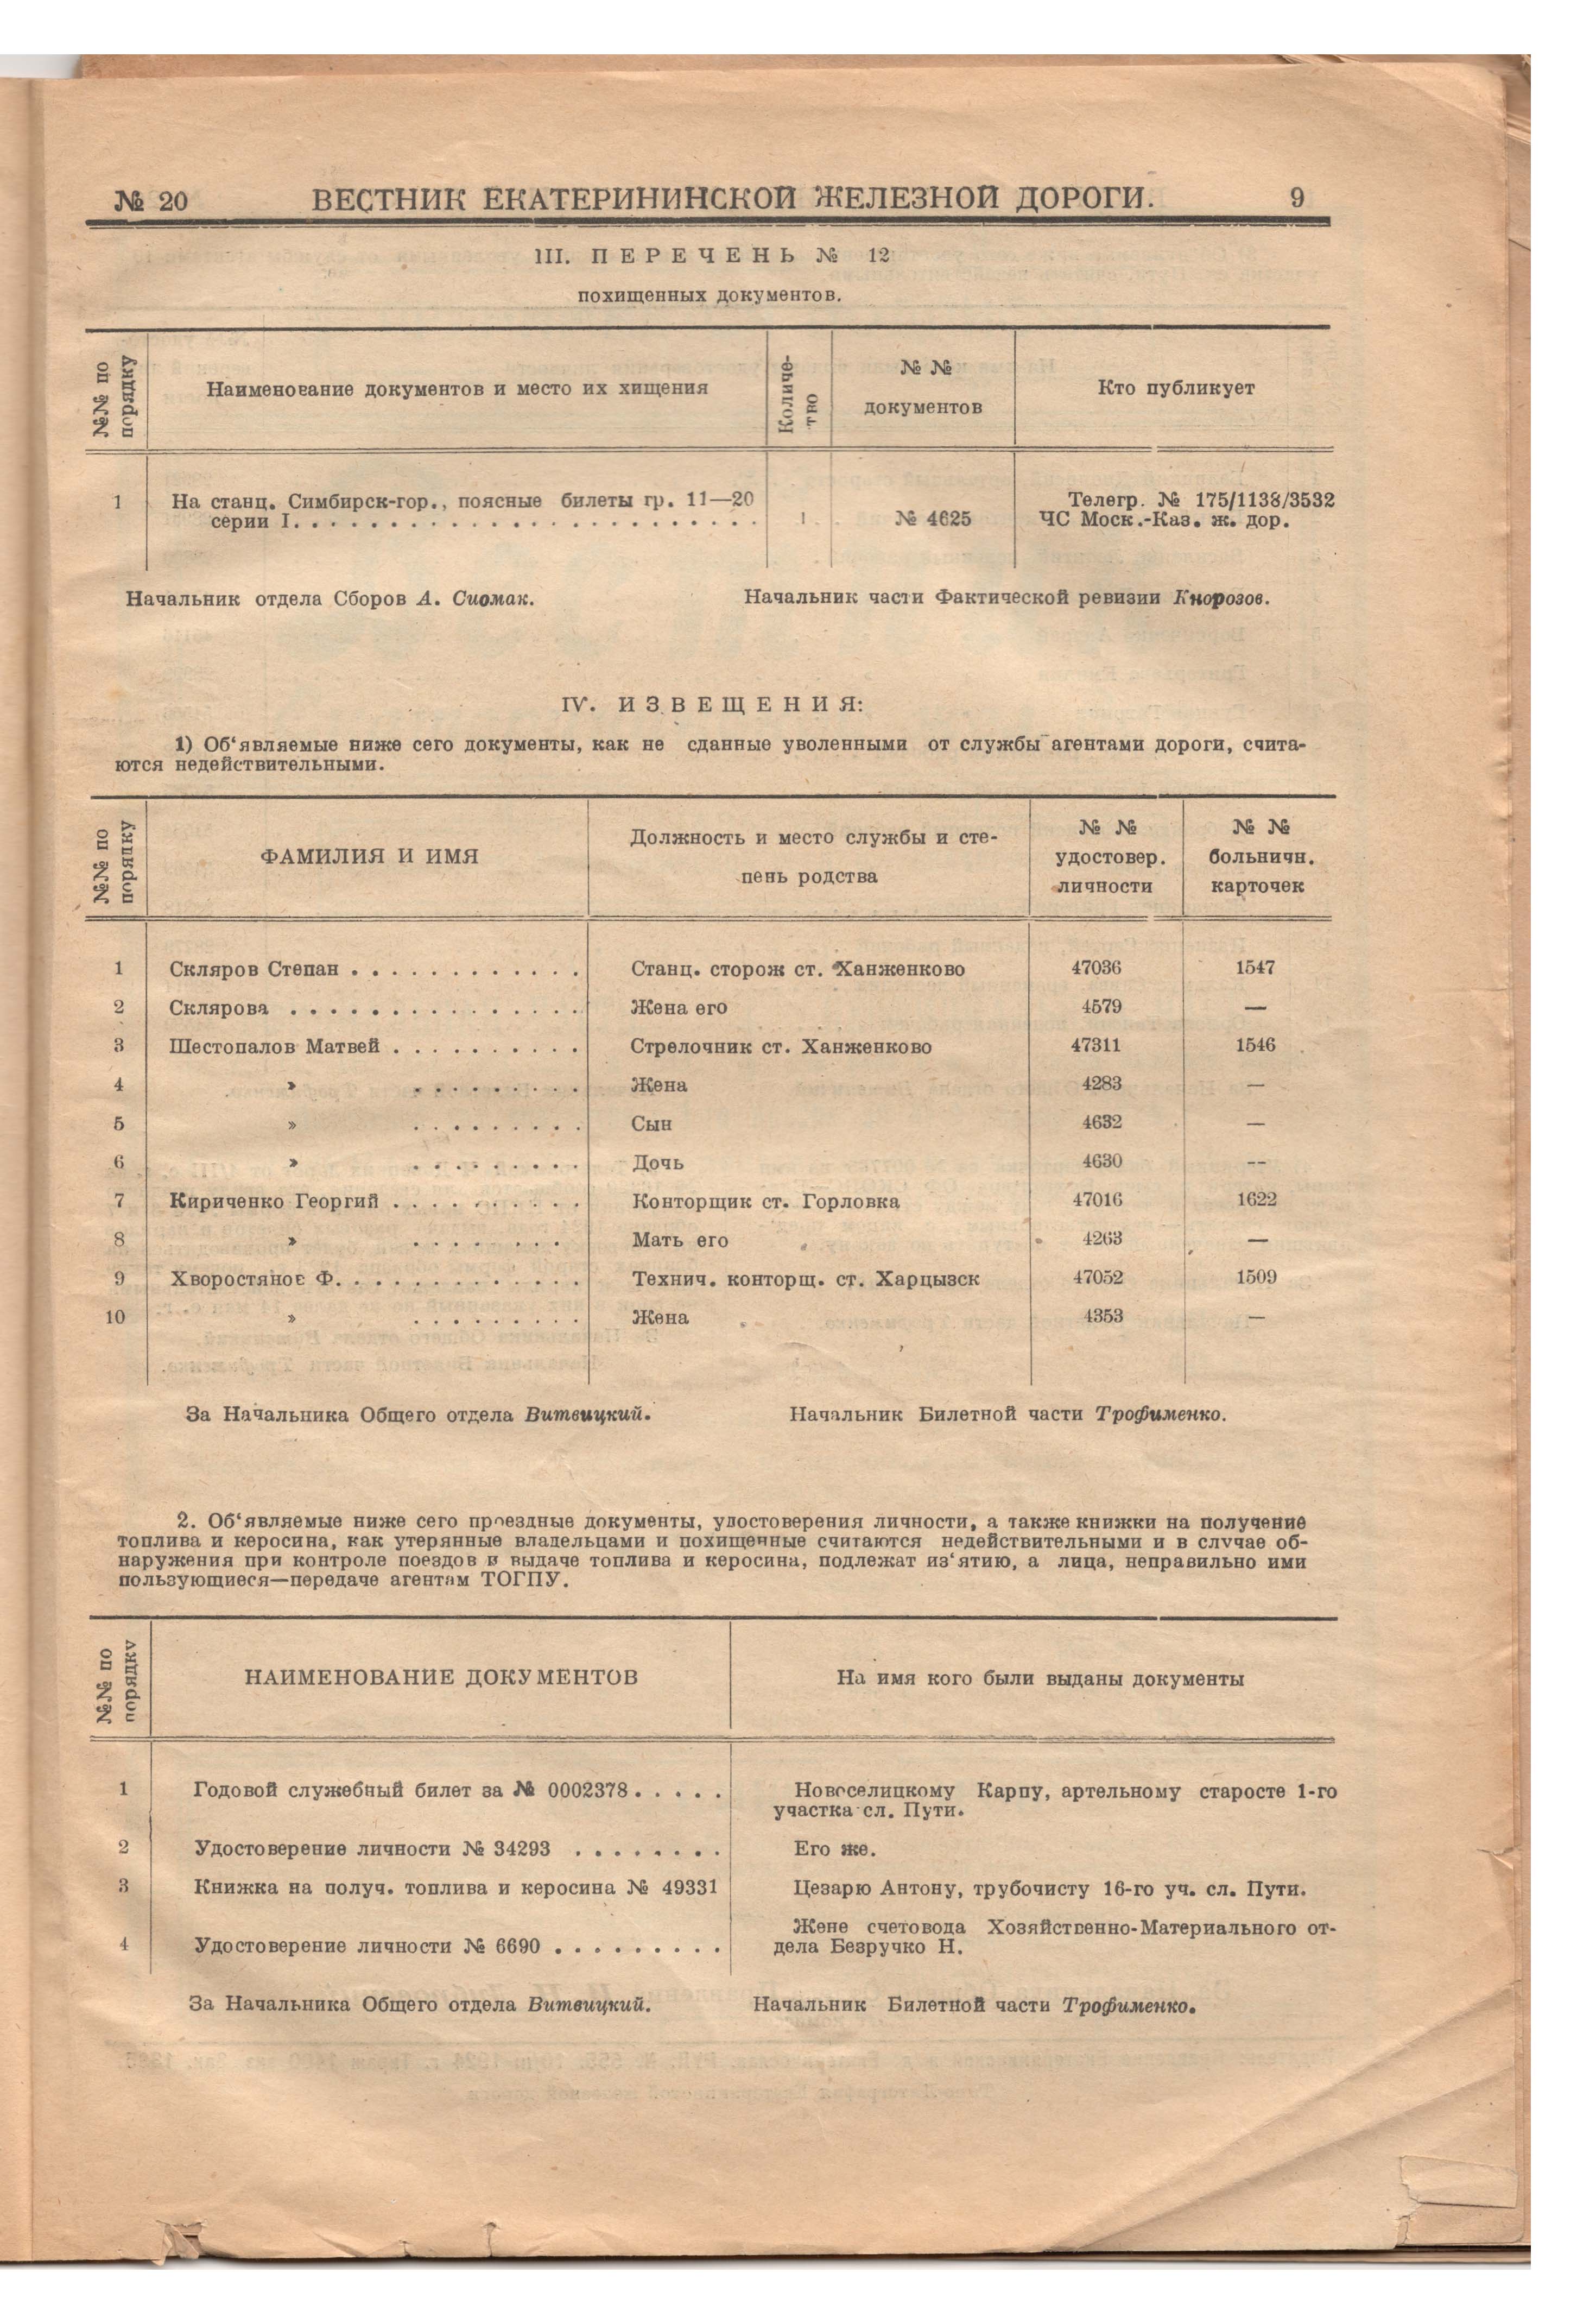 № 20 ВЕСТНИК ЕКАТЕРИНИНСКОЙ ЖЕЛЕЗНОЙ ДОРОГИ. 9
III. ПЕРЕЧЕНЬ № 12
похищенных документов.
№№ по порядку
Наименование документов и место их хищения
Количе-
тво
№ №
документов
Кто публикует
1 На станц. Симбирск-гор., поясные билеты гр. 11—20 Телегр. № 175/1138/3532
серии I. . . . . . . . . . . . . . . . . . . . . . . . 1 № 4625 ЧС Моск.-Каз. ж. дор.
Начальник отдела Сборов А. Сиомак. Начальник части Фактической ревизии Кнорозов.
IV. ИЗВЕЩЕНИЯ:
1) Об‘являемые ниже сего документы, как не сданные уволенными от службы агентами дороги, счита-
ются недействительными.
№№ по порядку
ФАМИЛИЯ И ИМЯ
Должность и место службы и сте-
пень родства
№ №
удостовер.
личности
№ №
больничн.
карточек
1 Скляров Степан . . . . . . . . . . . . Станц. сторож ст. Ханженково 47036 1547
2 Склярова . . . . . . . . . . . . . . . Жена его 4579 —
3 Шестопалов Матвей . . . . . . . . . . Стрелочник ст. Ханженково 47311 1546
4 » . . . . . . . . . Жена 4283 —
5 » . . . . . . . . . Сын 4632 —
6 » . . . . . . . . . Дочь 4630 --
7 Кириченко Георгий . . . . . . . . . . Конторщик ст. Горловка 47016 1622
8 » . . . . . . . . Мать его 4263 —
9 Хворостяное Ф. . . . . . . . . . . . . Технич. конторщ. ст. Харцызск 47052 1509
10 » . . . . . . . . . Жена 4353 —
За Начальника Общего отдела Витвицкий. Начальник Билетной части Трофименко.
2. Об‘являемые ниже сего проездные документы, удостоверения личности, а также книжки на получение
топлива и керосина, как утерянные владельцами и похищенные считаются недействительными и в случае об-
наружения при контроле поездов и выдаче топлива и керосина, подлежат из‘ятию, а лица, неправильно ими
пользующиеся—передаче агентам ТОГПУ.
№№ по порядку
НАИМЕНОВАНИЕ ДОКУМЕНТОВ
На имя кого были выданы документы
1 Годовой служебный билет за № 0002378. . . . . Новоселицкому Карпу, артельному старосте 1-го
участка сл. Пути.
2 Удостоверение личности № 34293 . . . . . . . . Его же.
3 Книжка на получ. топлива и керосина № 49331 Цезарю Антону, трубочисту 16-го уч. сл. Пути.
Жене счетовода Хозяйственно-Материального от-
4 Удостоверение личности № 6690 . . . . . . . . . дела Безручко Н.
За Начальника Общего отдела Витвицкий. Начальник Билетной части Трофименко.